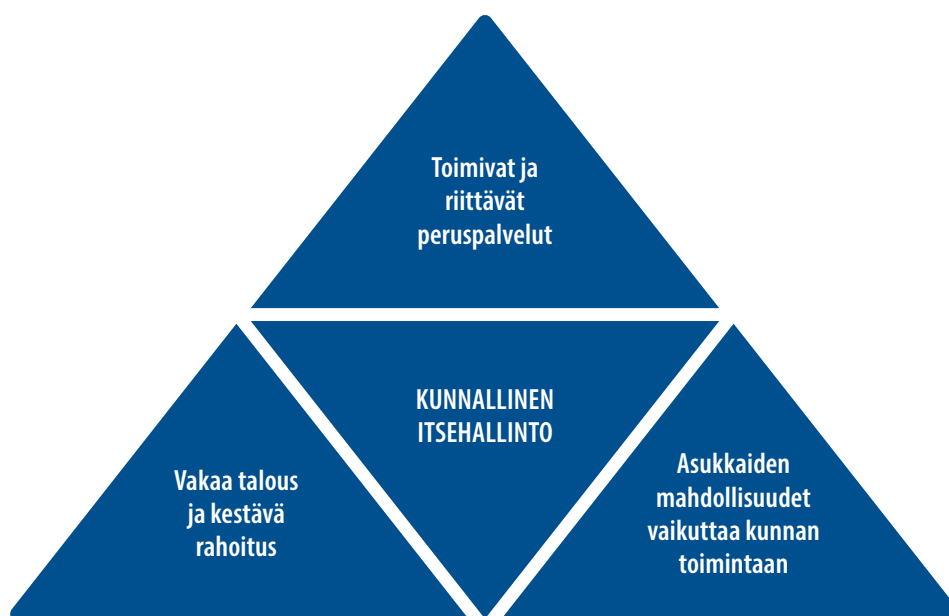 Toimivat ja
riittävät
peruspalvelut
KUNNALLINEN
ITSEHALLINTO
Vakaa talous
ja kestävä
rahoitus
Asukkaiden
mahdollisuudet
vaikuttaa kunnan
toimintaan